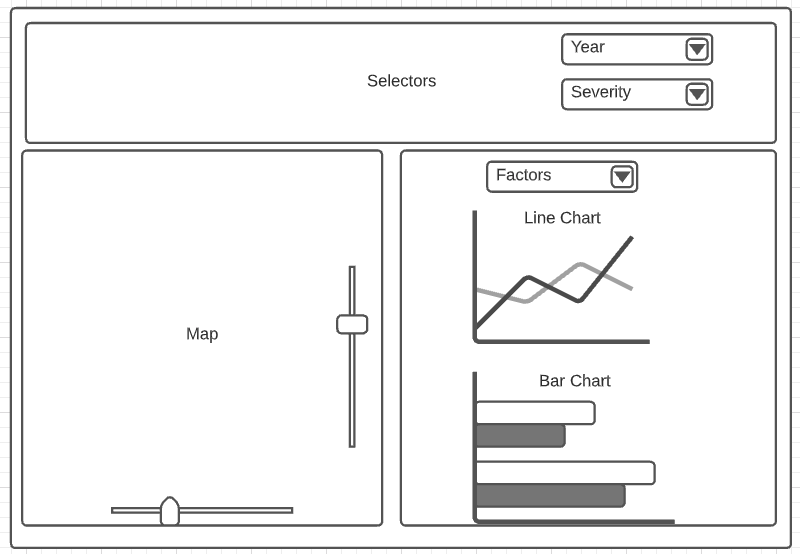 Year
Selectors
Severity
Factors
Line Chart
Map
Bar Chart